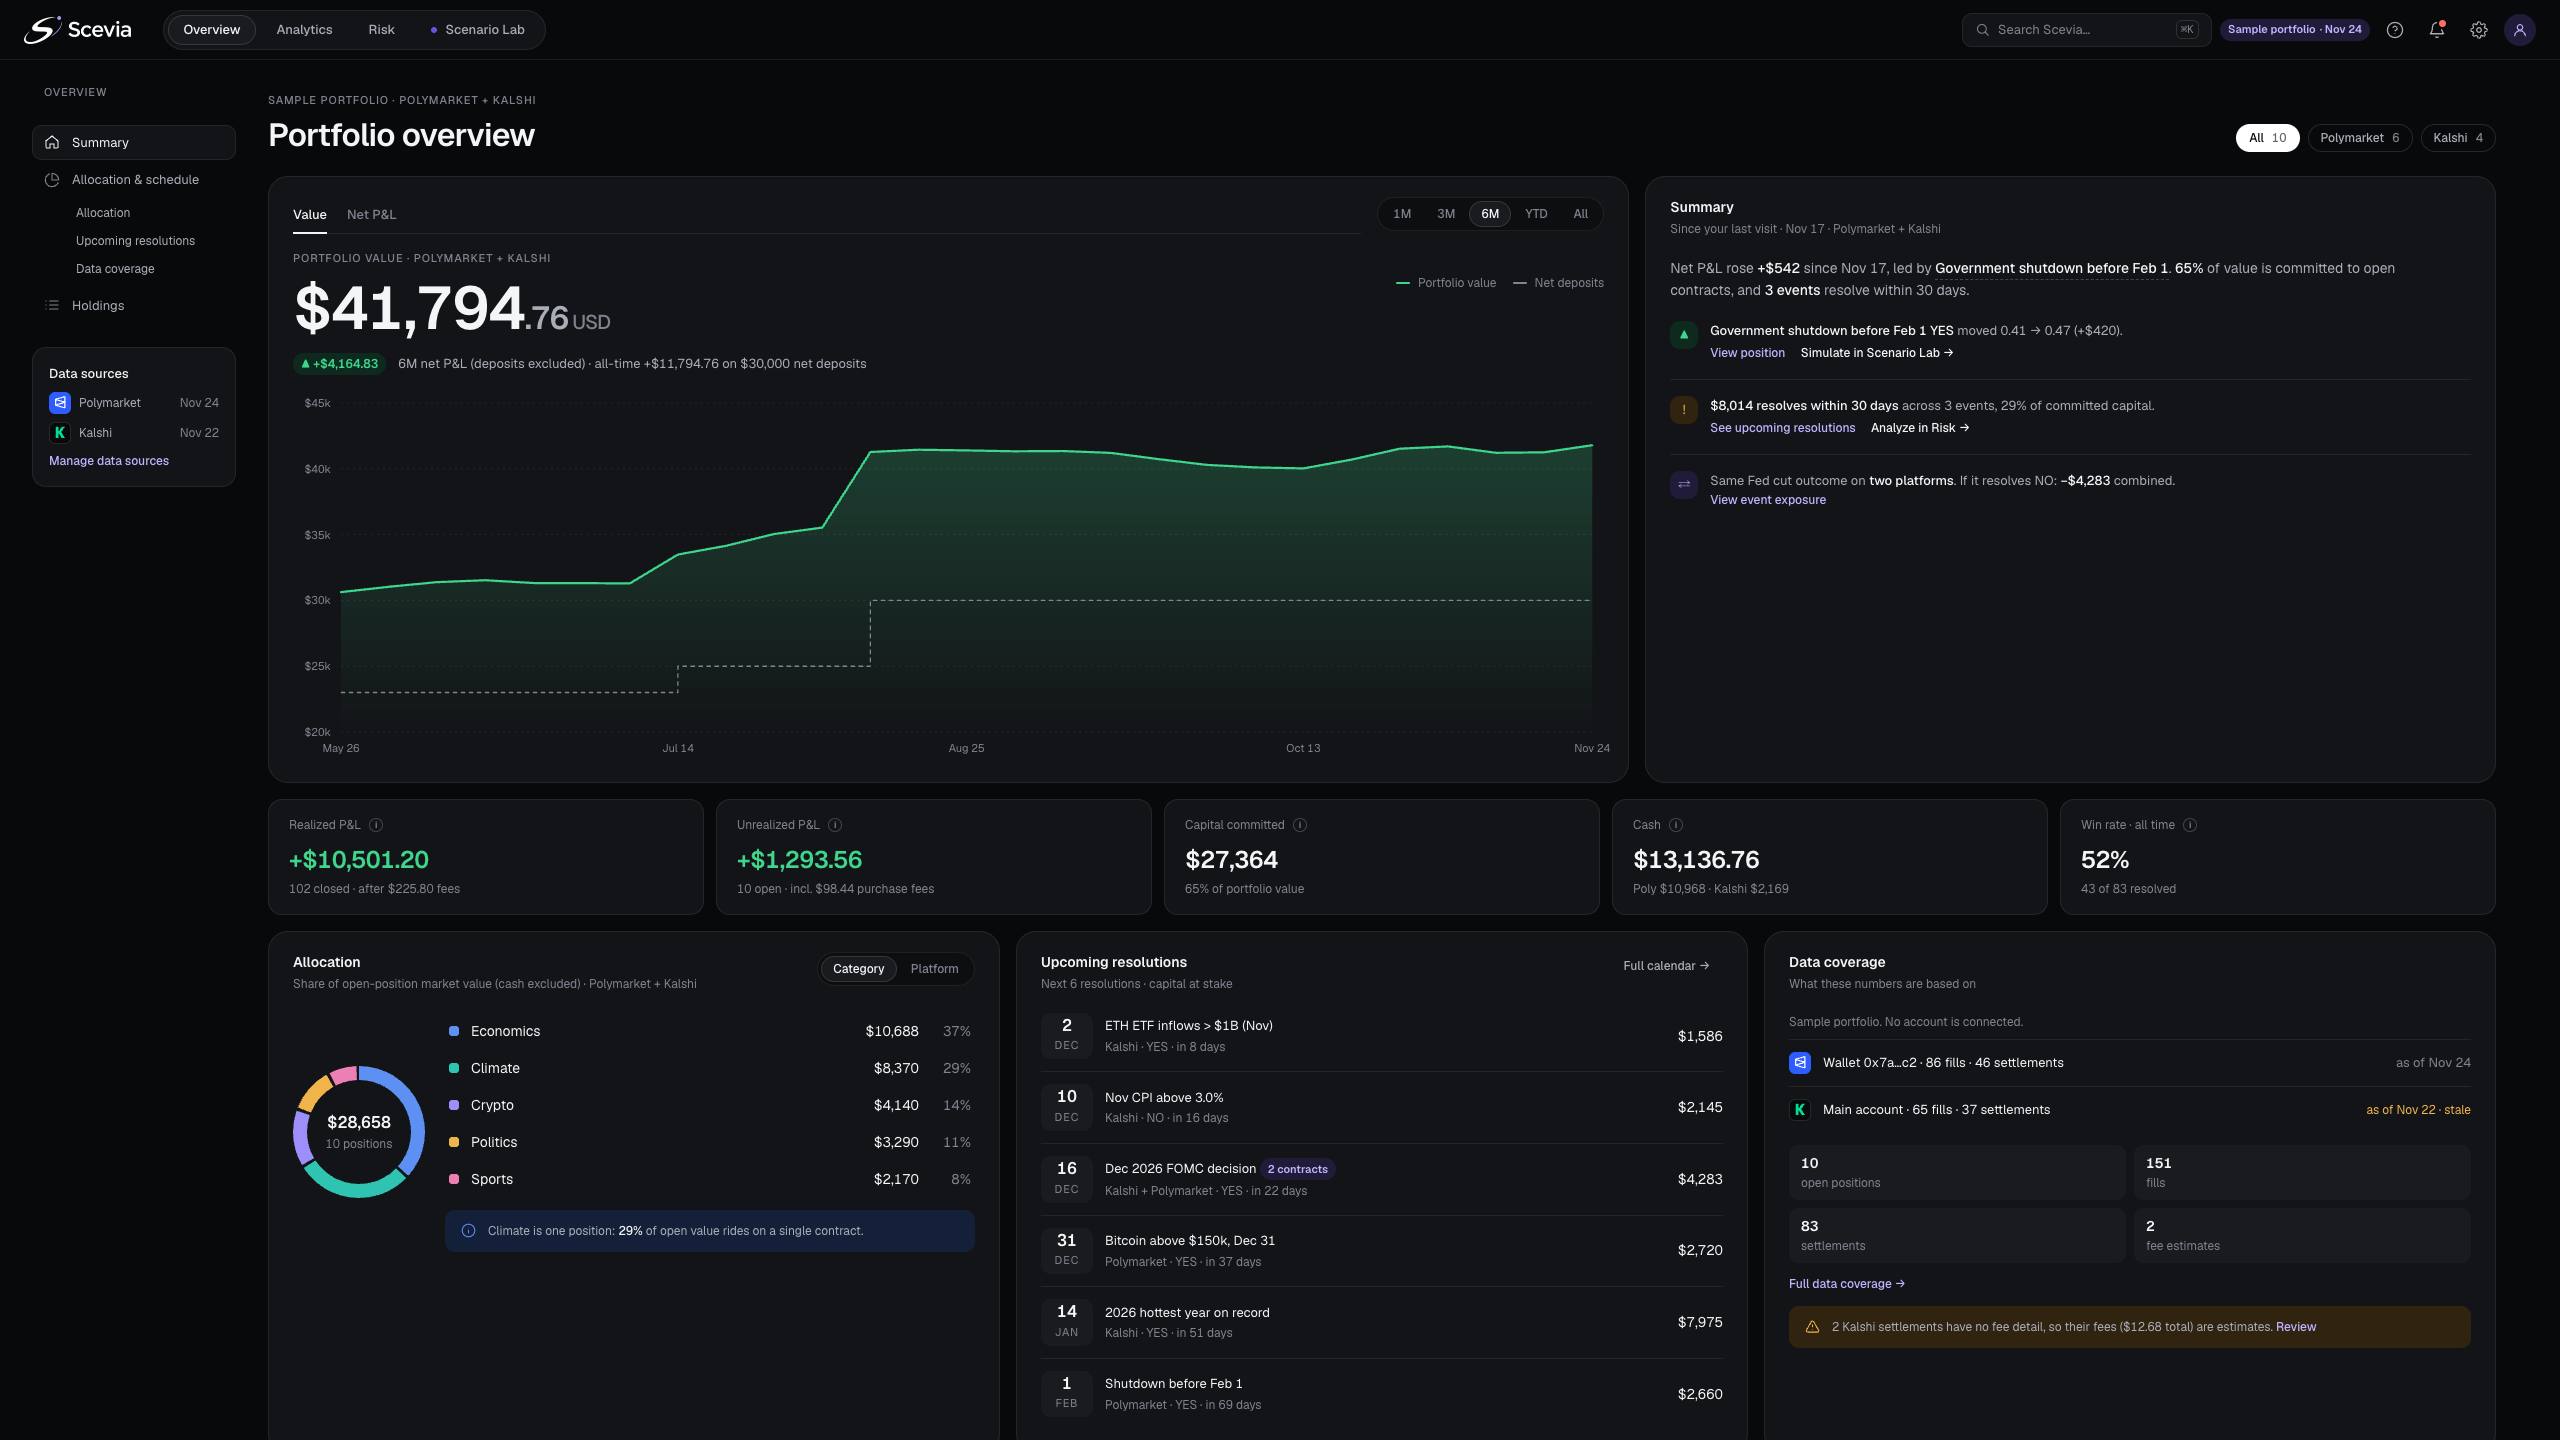 Scevia
Overview Analytics Risk Scenario Lab
Search Scevia… ⌘K
Sample portfolio · Nov 24
OVERVIEW
Summary
Allocation & schedule
Allocation
Upcoming resolutions
Data coverage
Holdings
Data sources
Polymarket Nov 24
Kalshi Nov 22
Manage data sources
SAMPLE PORTFOLIO · POLYMARKET + KALSHI
Portfolio overview
All 10 Polymarket 6 Kalshi 4
Value Net P&L
1M 3M 6M YTD All
PORTFOLIO VALUE · POLYMARKET + KALSHI
$41,794.76 USD
Portfolio value Net deposits
▲ +$4,164.83 6M net P&L (deposits excluded) · all-time +$11,794.76 on $30,000 net deposits
$45k
$40k
$35k
$30k
$25k
$20k
May 26 Jul 14 Aug 25 Oct 13 Nov 24
Summary
Since your last visit · Nov 17 · Polymarket + Kalshi
Net P&L rose +$542 since Nov 17, led by Government shutdown before Feb 1. 65% of value is committed to open
contracts, and 3 events resolve within 30 days.
▲ Government shutdown before Feb 1 YES moved 0.41 → 0.47 (+$420).
View position Simulate in Scenario Lab →
! $8,014 resolves within 30 days across 3 events, 29% of committed capital.
See upcoming resolutions Analyze in Risk →
Same Fed cut outcome on two platforms. If it resolves NO: −$4,283 combined.
View event exposure
Realized P&L
+$10,501.20
102 closed · after $225.80 fees
Unrealized P&L
+$1,293.56
10 open · incl. $98.44 purchase fees
Capital committed
$27,364
65% of portfolio value
Cash
$13,136.76
Poly $10,968 · Kalshi $2,169
Win rate · all time
52%
43 of 83 resolved
Allocation
Share of open-position market value (cash excluded) · Polymarket + Kalshi
Category Platform
$28,658
10 positions
Economics $10,688 37%
Climate $8,370 29%
Crypto $4,140 14%
Politics $3,290 11%
Sports $2,170 8%
Climate is one position: 29% of open value rides on a single contract.
Upcoming resolutions
Next 6 resolutions · capital at stake
Full calendar →
2 DEC
ETH ETF inflows > $1B (Nov)
Kalshi · YES · in 8 days
$1,586
10 DEC
Nov CPI above 3.0%
Kalshi · NO · in 16 days
$2,145
16 DEC
Dec 2026 FOMC decision 2 contracts
Kalshi + Polymarket · YES · in 22 days
$4,283
31 DEC
Bitcoin above $150k, Dec 31
Polymarket · YES · in 37 days
$2,720
14 JAN
2026 hottest year on record
Kalshi · YES · in 51 days
$7,975
1 FEB
Shutdown before Feb 1
Polymarket · YES · in 69 days
$2,660
Data coverage
What these numbers are based on
Sample portfolio. No account is connected.
Wallet 0x7a…c2 · 86 fills · 46 settlements as of Nov 24
Main account · 65 fills · 37 settlements as of Nov 22 · stale
10
open positions
151
fills
83
settlements
2
fee estimates
Full data coverage →
2 Kalshi settlements have no fee detail, so their fees ($12.68 total) are estimates. Review